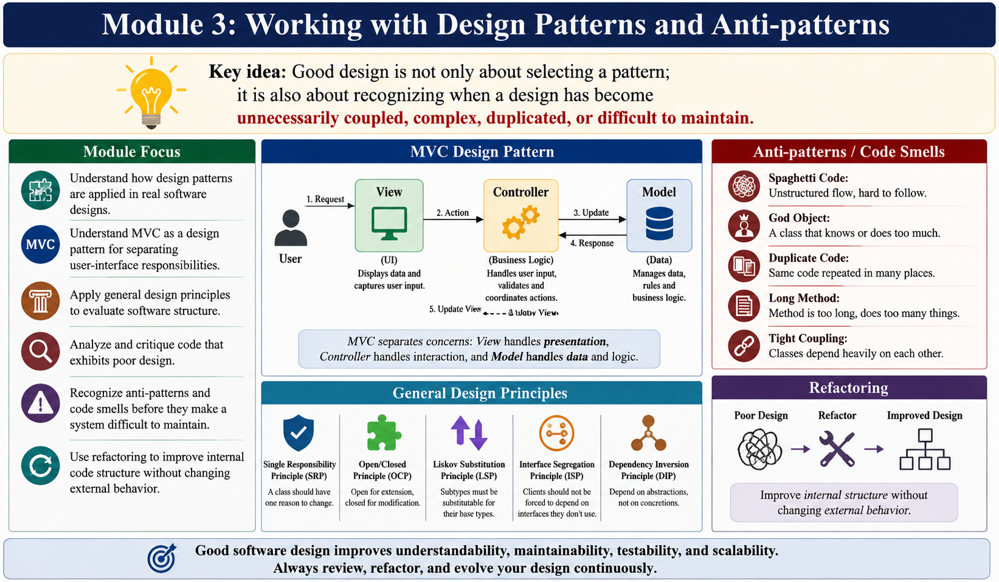 Module 3: Working with Design Patterns and Anti-patterns
Key idea: Good design is not only about selecting a pattern;
it is also about recognizing when a design has become
unnecessarily coupled, complex, duplicated, or difficult to maintain.
Module Focus
Understand how design patterns
are applied in real software
designs.
MVC
Understand MVC as a design
pattern for separating
user-interface responsibilities.
Apply general design principles
to evaluate software structure.
Analyze and critique code that
exhibits poor design.
Recognize anti-patterns and
code smells before they make a
system difficult to maintain.
Use refactoring to improve internal
code structure without changing
external behavior.
MVC Design Pattern
User
1. Request
View
(UI)
Displays data and
captures user input.
2. Action
Controller
(Business Logic)
Handles user input,
validates and
coordinates actions.
3. Update
4. Response
Model
(Data)
Manages data,
rules and
business logic.
5. Update View
View
MVC separates concerns: View handles presentation,
Controller handles interaction, and Model handles data and logic.
General Design Principles
Single Responsibility
Principle (SRP)
A class should have
one reason to change.
Open/Closed
Principle (OCP)
Open for extension,
closed for modification.
Liskov Substitution
Principle (LSP)
Subtypes must be
substitutable for
their base types.
Interface Segregation
Principle (ISP)
Clients should not be
forced to depend on
interfaces they don't use.
Dependency Inversion
Principle (DIP)
Depend on abstractions,
not on concretions.
Anti-patterns / Code Smells
Spaghetti Code:
Unstructured flow, hard to follow.
God Object:
A class that knows or does too much.
Duplicate Code:
Same code repeated in many places.
Long Method:
Method is too long, does too many things.
Tight Coupling:
Classes depend heavily on each other.
Refactoring
Poor Design
Refactor
Improved Design
Improve internal structure without
changing external behavior.
Good software design improves understandability, maintainability, testability, and scalability.
Always review, refactor, and evolve your design continuously.